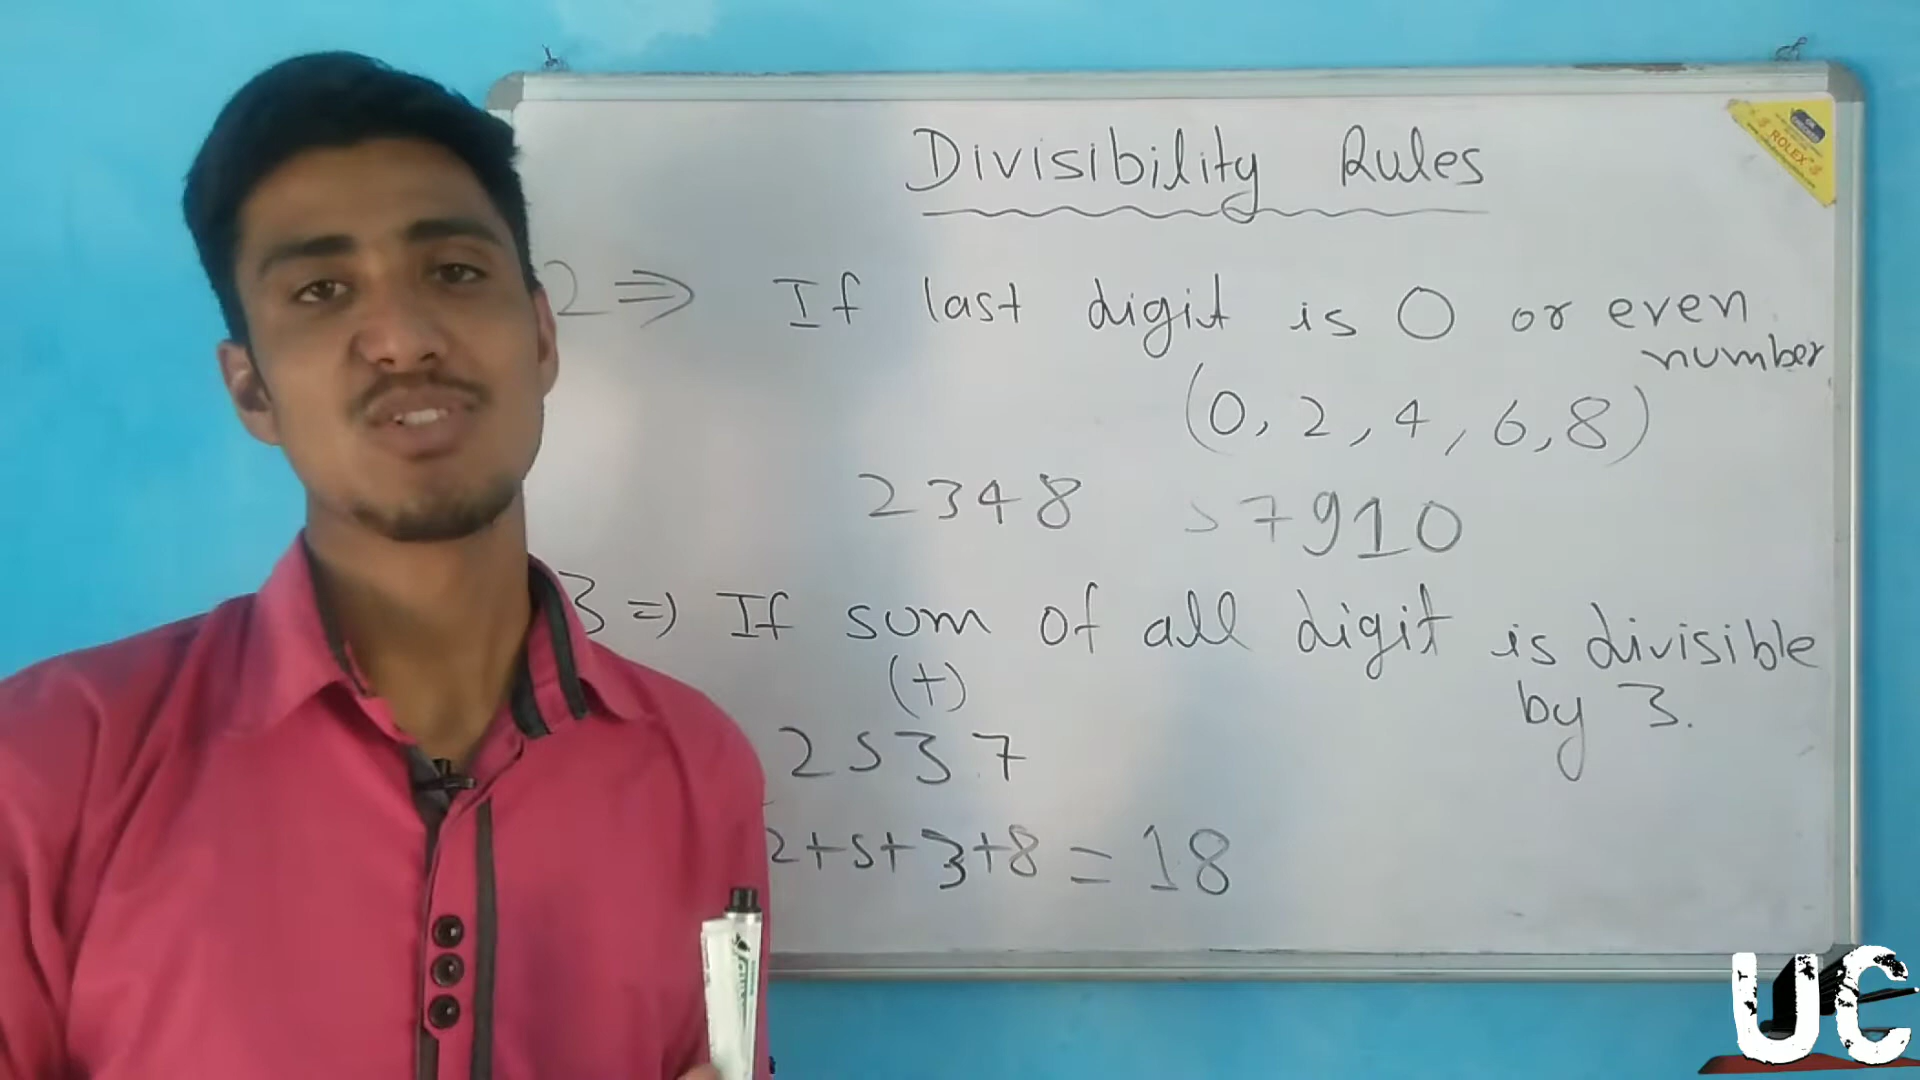 Divisibility Rules
2 ⇒ If last digit is 0 or even
number
(0, 2, 4, 6, 8)
2348 57910
3 ⇒ If sum of all digit is divisible
(+) by 3.
2537
2+5+3+8 = 18
ROLEX
UC